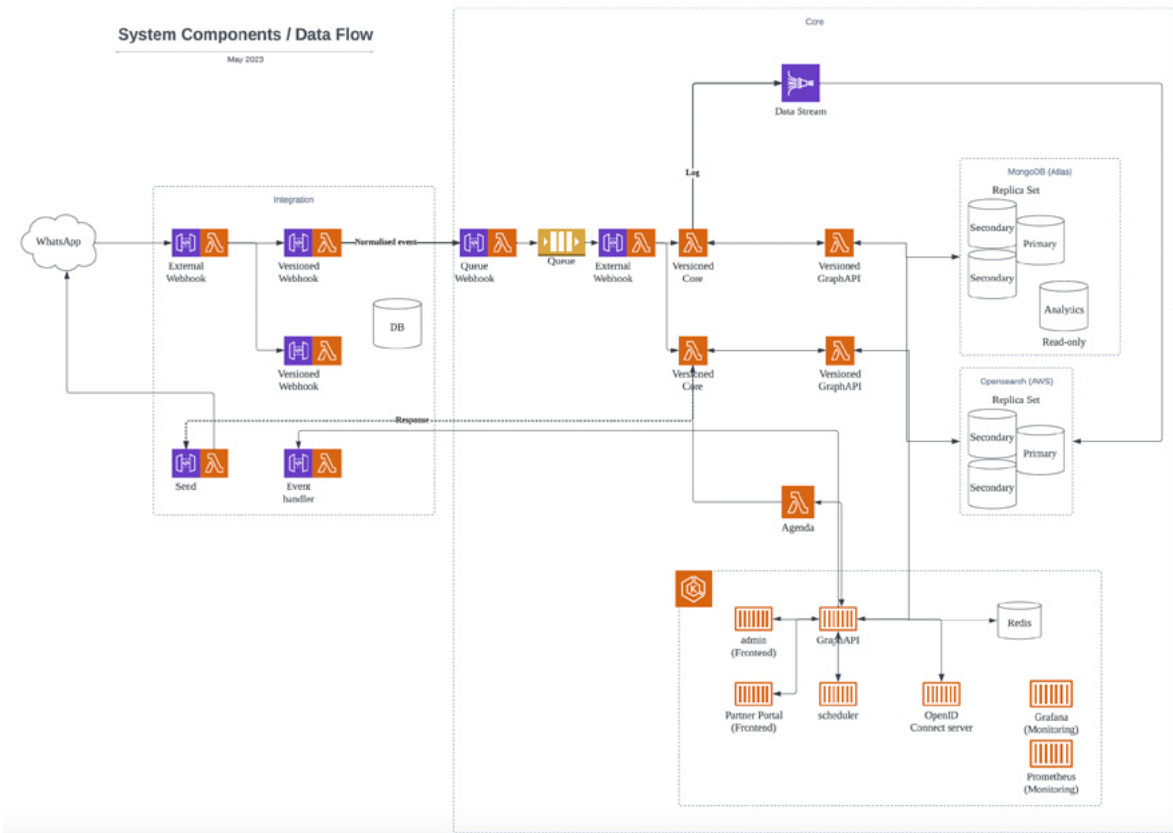 System Components / Data Flow
May 2023
Core
Data Stream
Log
MongoDB (Atlas)
Replica Set
Secondary
Primary
Secondary
Analytics
Read-only
Integration
WhatsApp
External
Webhook
Versioned
Webhook
Normalised event
Queue
Webhook
Queue
External
Webhook
Versioned
Core
Versioned
GraphAPI
DB
Versioned
Webhook
Versioned
Core
Versioned
GraphAPI
Opensearch (AWS)
Replica Set
Secondary
Primary
Secondary
Response
Send
Event
handler
Agenda
admin
(Frontend)
GraphAPI
Redis
Partner Portal
(Frontend)
scheduler
OpenID
Connect server
Grafana
(Monitoring)
Prometheus
(Monitoring)